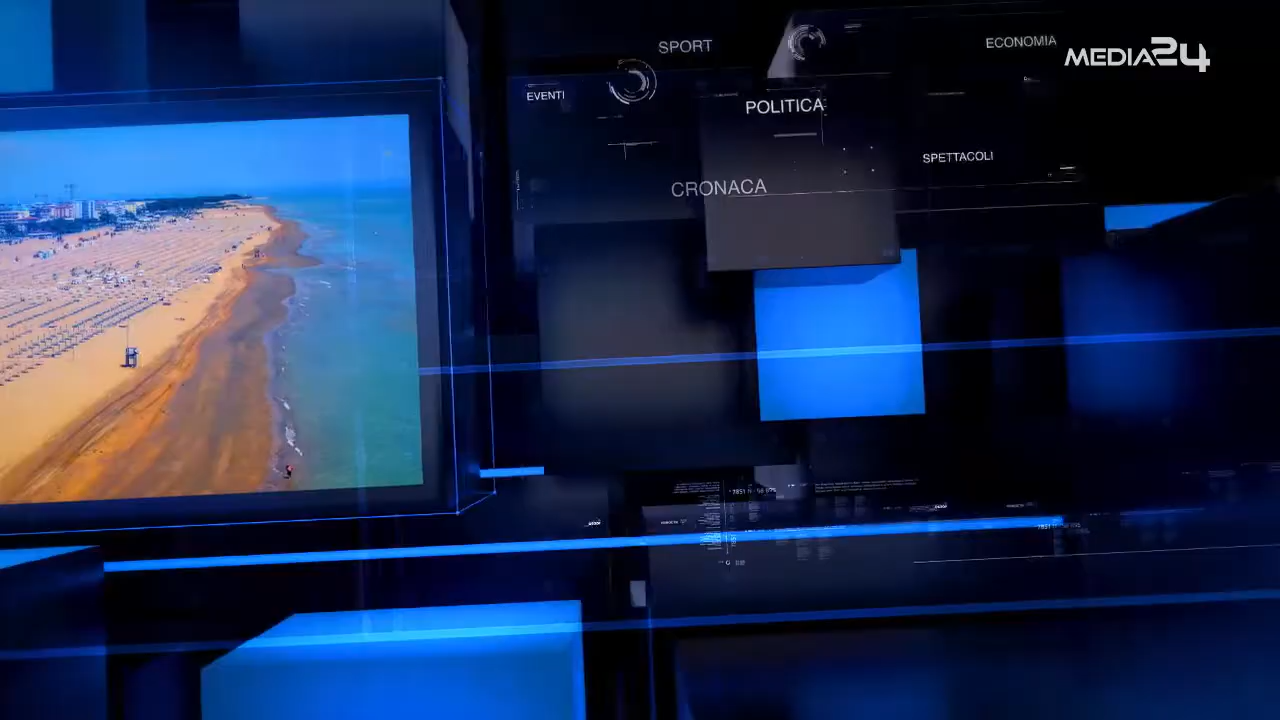 SPORT
ECONOMIA
MEDIA24
EVENTI
POLITICA
SPETTACOLI
CRONACA